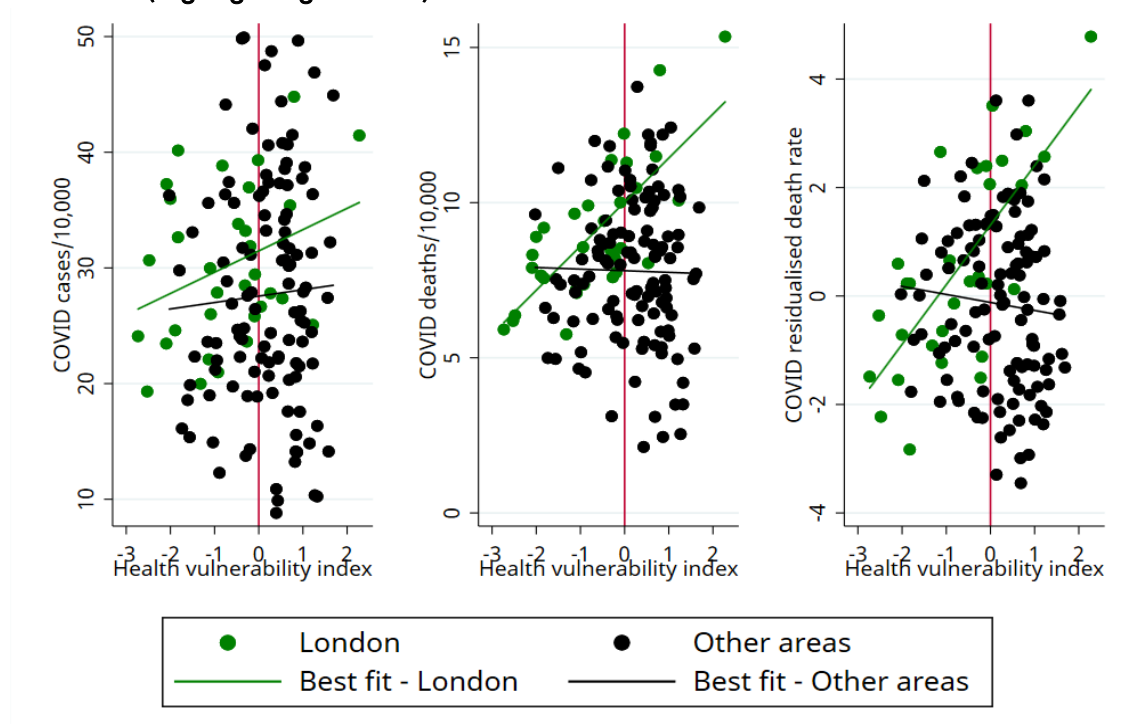 COVID cases/10,000
50
40
30
20
10
-3 -2 -1 0 1 2
Health vulnerability index
COVID deaths/10,000
15
10
5
0
-3 -2 -1 0 1 2
Health vulnerability index
COVID residualised death rate
4
2
0
-2
-4
-3 -2 -1 0 1 2
Health vulnerability index
London
Other areas
Best fit - London
Best fit - Other areas